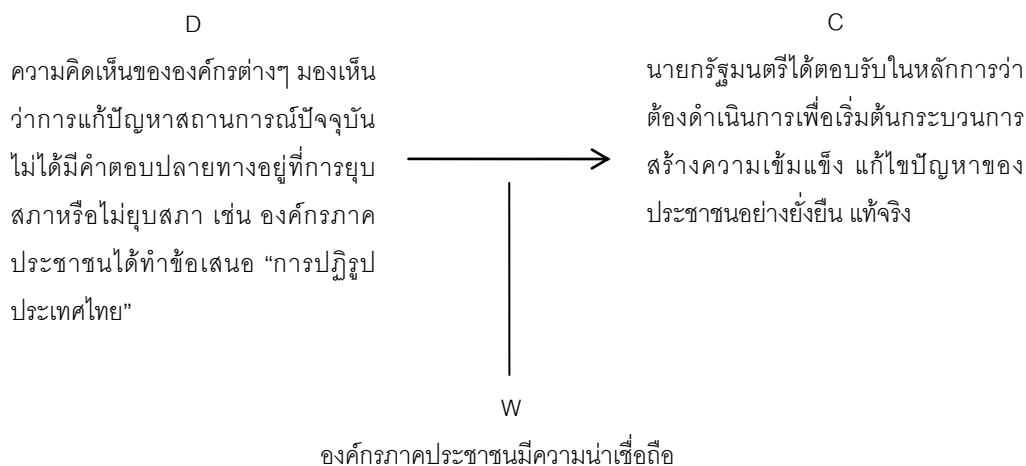 D
ความคิดเห็นขององค์กรต่างๆ มองเห็น
ว่าการแก้ปัญหาสถานการณ์ปัจจุบัน
ไม่ได้มีคำตอบปลายทางอยู่ที่การยุบ
สภาหรือไม่ยุบสภา เช่น องค์กรภาค
ประชาชนได้ทำข้อเสนอ “การปฏิรูป
ประเทศไทย”
C
นายกรัฐมนตรีได้ตอบรับในหลักการว่า
ต้องดำเนินการเพื่อเริ่มต้นกระบวนการ
สร้างความเข้มแข็ง แก้ไขปัญหาของ
ประชาชนอย่างยั่งยืน แท้จริง
W
องค์กรภาคประชาชนมีความน่าเชื่อถือ